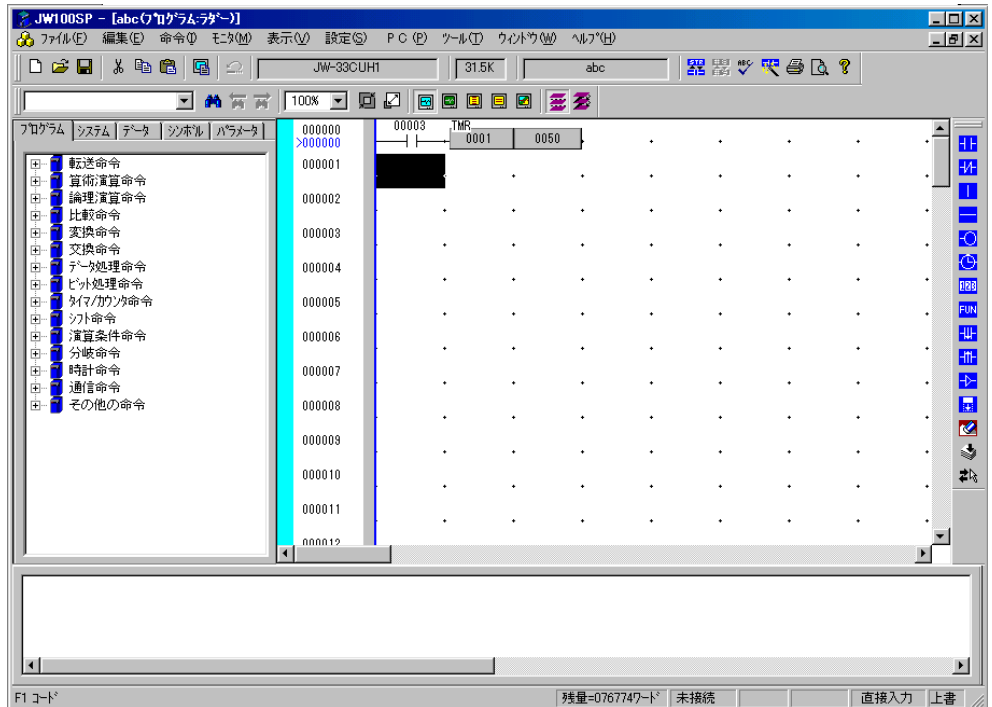 JW100SP - [abc(ﾌﾟﾛｸﾞﾗﾑ:ﾗﾀﾞｰ)]
ﾌｧｲﾙ(F) 編集(E) 命令(I) ﾓﾆﾀ(M) 表示(V) 設定(S) P C (P) ﾂｰﾙ(T) ｳｨﾝﾄﾞｳ(W) ﾍﾙﾌﾟ(H)
JW-33CUH1 31.5K abc
100%
ﾌﾟﾛｸﾞﾗﾑ ｼｽﾃﾑ ﾃﾞｰﾀ ｼﾝﾎﾞﾙ ﾊﾟﾗﾒｰﾀ
転送命令
算術演算命令
論理演算命令
比較命令
変換命令
交換命令
ﾃﾞｰﾀ処理命令
ﾋﾞｯﾄ処理命令
ﾀｲﾏ/ｶｳﾝﾀ命令
ｼﾌﾄ命令
演算条件命令
分岐命令
時計命令
通信命令
その他の命令
000000 00003 TMR
>000000 0001 0050
000001
000002
000003
000004
000005
000006
000007
000008
000009
000010
000011
000012
123
FUN
F1 ｺｰﾄﾞ 残量=076774ﾜｰﾄﾞ 未接続 直接入力 上書